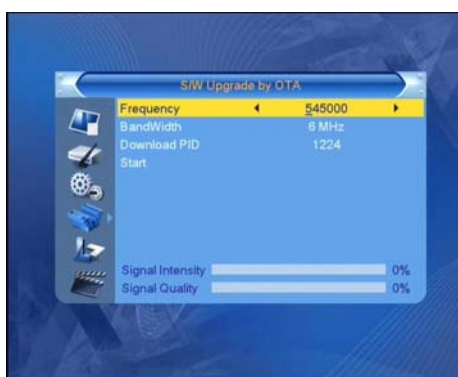 S/W Upgrade by OTA
Frequency 545000
BandWidth 6 MHz
Download PID 1224
Start
Signal Intensity 0%
Signal Quality 0%